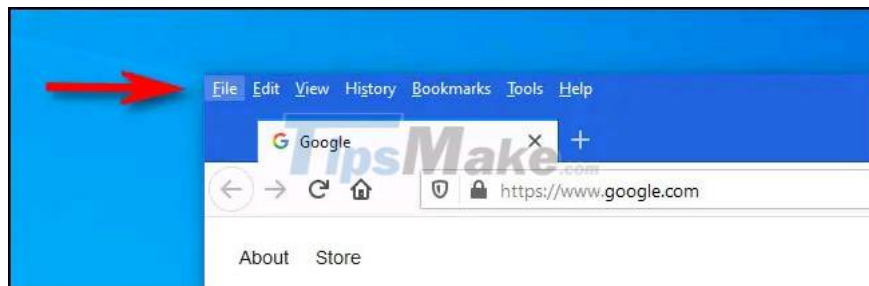 File Edit View History Bookmarks Tools Help
Google
TipsMake.com
https://www.google.com
About Store